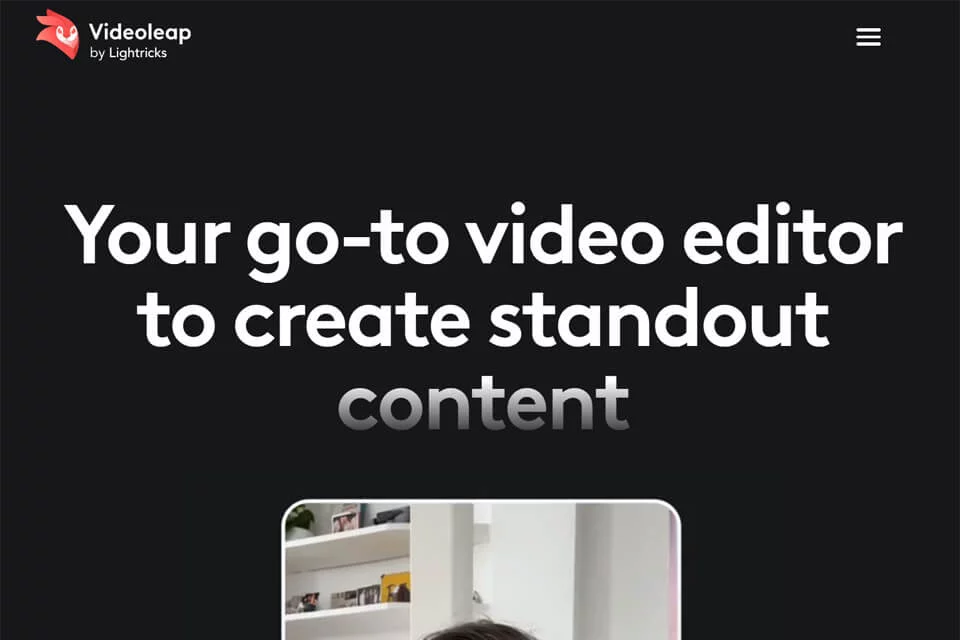 Videoleap
by Lightricks
Your go-to video editor
to create standout
content